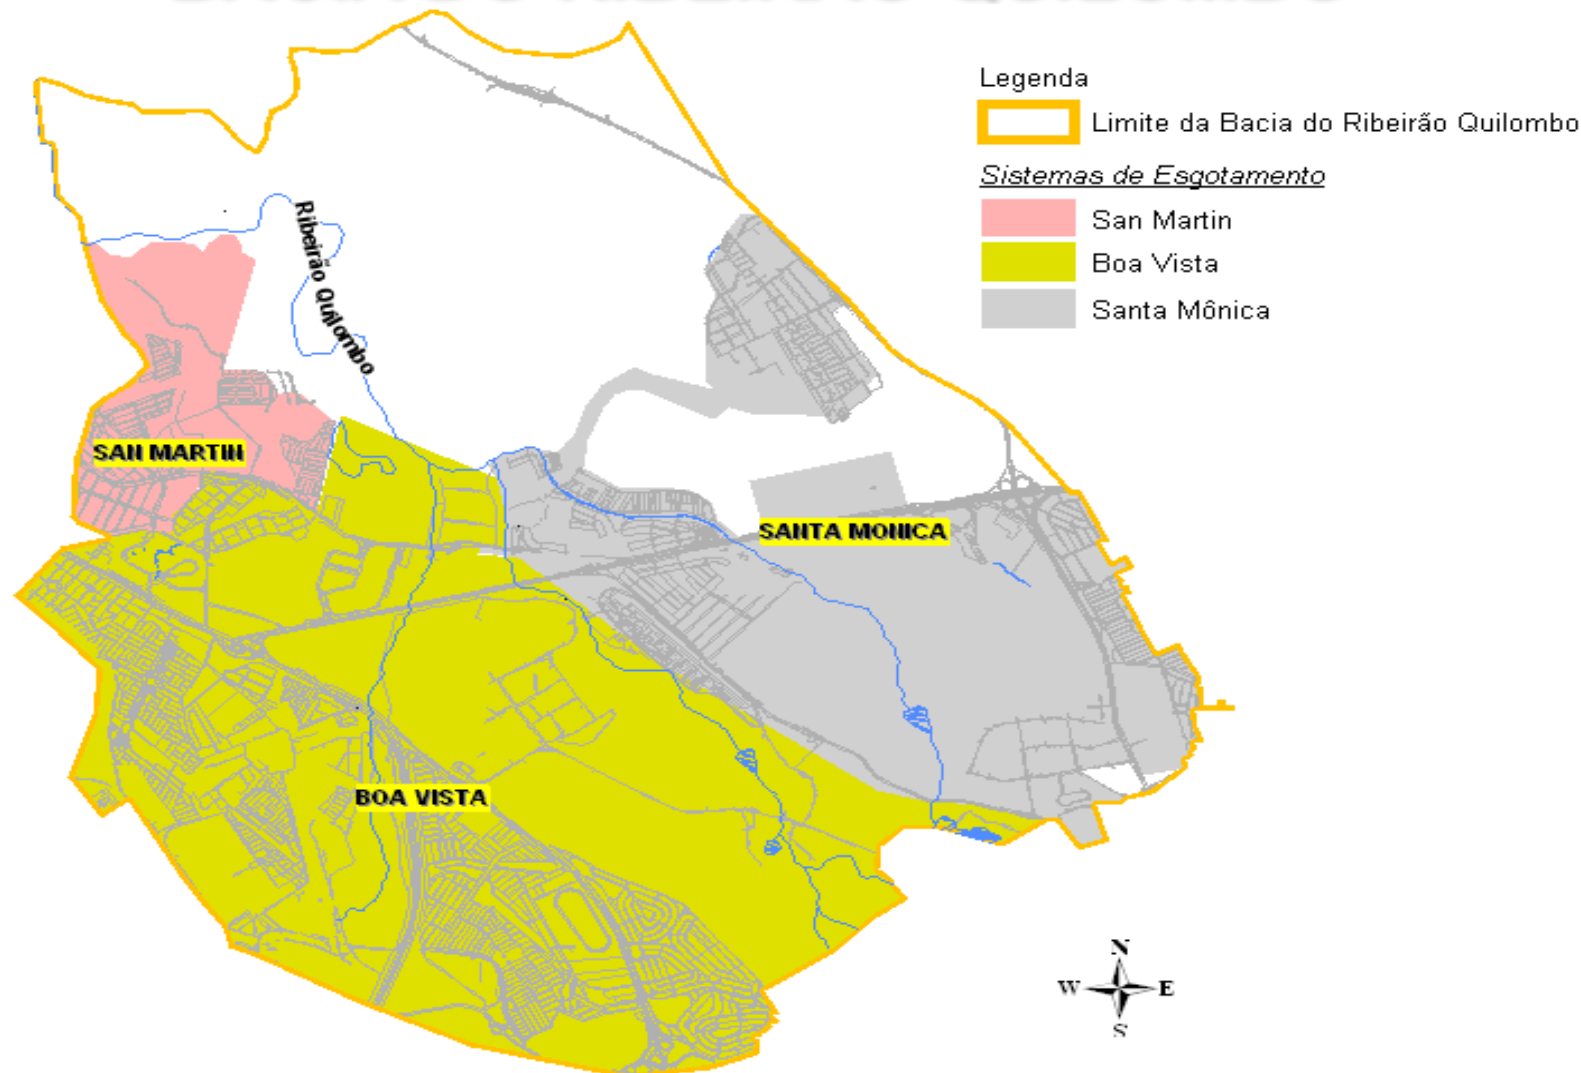 Legenda
Limite da Bacia do Ribeirão Quilombo
Sistemas de Esgotamento
San Martin
Boa Vista
Santa Mônica
Ribeirão Quilombo
SAN MARTIN
SANTA MONICA
BOA VISTA
N
W E
S